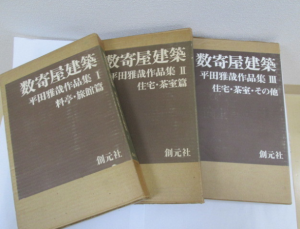 数寄屋建築
平田雅哉作品集 I
料亭・旅館篇
創元社
数寄屋建築
平田雅哉作品集 II
住宅・茶室篇
創元社
数寄屋建築
平田雅哉作品集 III
住宅・茶室・その他
創元社